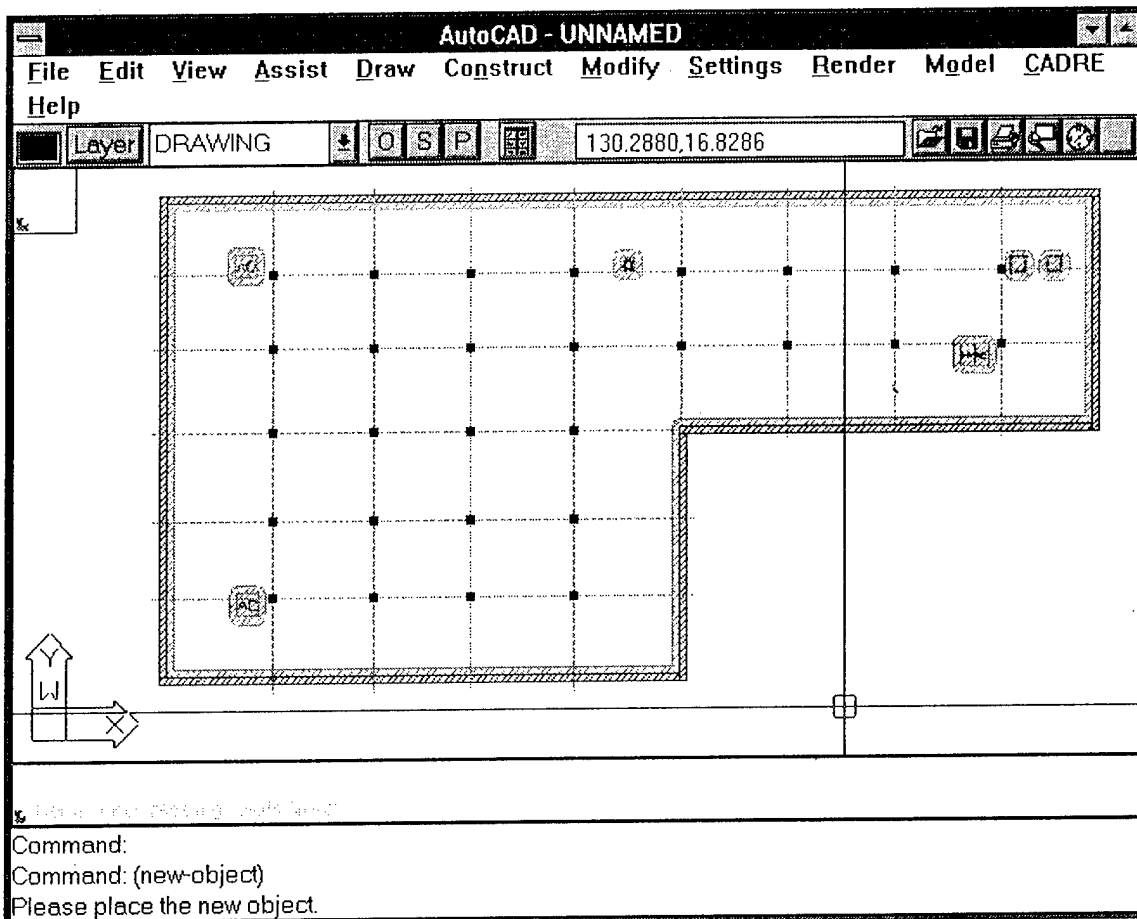 AutoCAD - UNNAMED
File Edit View Assist Draw Construct Modify Settings Render Model CADRE
Help
Layer DRAWING O S P 130.2880,16.8286
AC
Y
W
X
Command:
Command: (new-object)
Please place the new object.